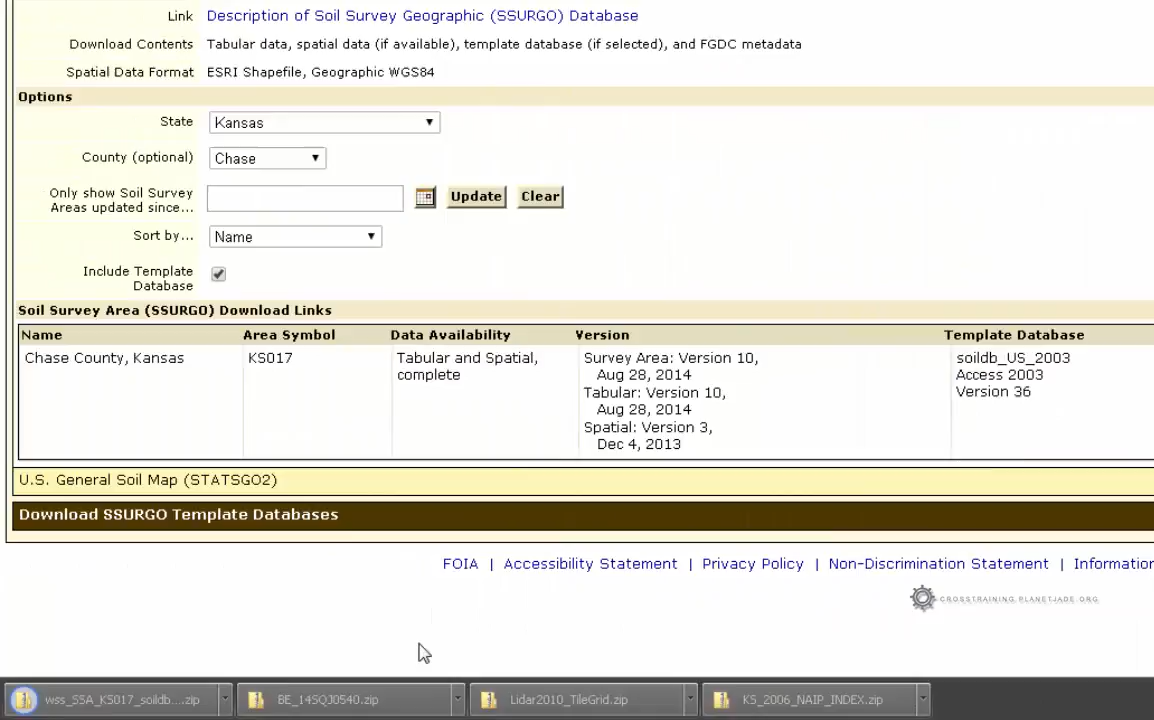 Link Description of Soil Survey Geographic (SSURGO) Database
Download Contents Tabular data, spatial data (if available), template database (if selected), and FGDC metadata
Spatial Data Format ESRI Shapefile, Geographic WGS84
Options
State Kansas
County (optional) Chase
Only show Soil Survey
Areas updated since... Update Clear
Sort by... Name
Include Template
Database
Soil Survey Area (SSURGO) Download Links
Name Area Symbol Data Availability Version Template Database
Chase County, Kansas KS017 Tabular and Spatial, Survey Area: Version 10, soildb_US_2003
complete Aug 28, 2014 Access 2003
Tabular: Version 10, Version 36
Aug 28, 2014
Spatial: Version 3,
Dec 4, 2013
U.S. General Soil Map (STATSGO2)
Download SSURGO Template Databases
FOIA | Accessibility Statement | Privacy Policy | Non-Discrimination Statement | Information
CROSSTRAINING.PLANETJADE.ORG
wss_SSA_KS017_soildb....zip BE_14SQJ0540.zip Lidar2010_TileGrid.zip KS_2006_NAIP_INDEX.zip